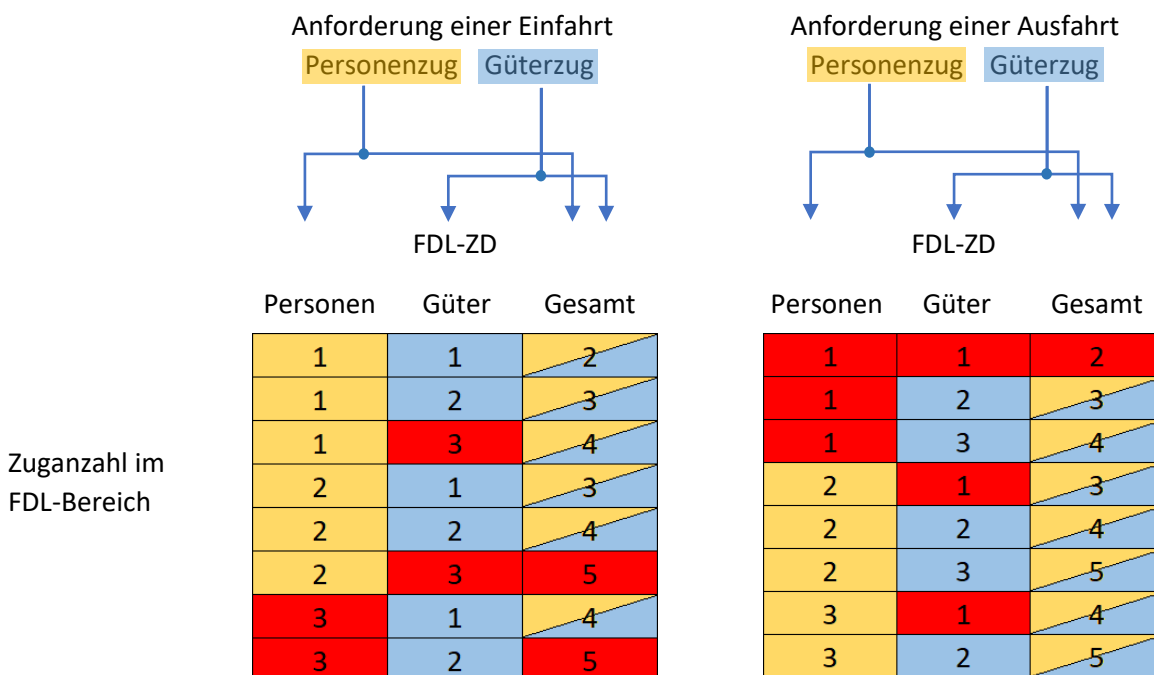 Anforderung einer Einfahrt Anforderung einer Ausfahrt
Personenzug Güterzug Personenzug Güterzug
FDL-ZD FDL-ZD
Personen Güter Gesamt Personen Güter Gesamt
1 1 2 1 1 2
1 2 3 1 2 3
1 3 4 1 3 4
Zuganzahl im
FDL-Bereich
2 1 3 2 1 3
2 2 4 2 2 4
2 3 5 2 3 5
3 1 4 3 1 4
3 2 5 3 2 5